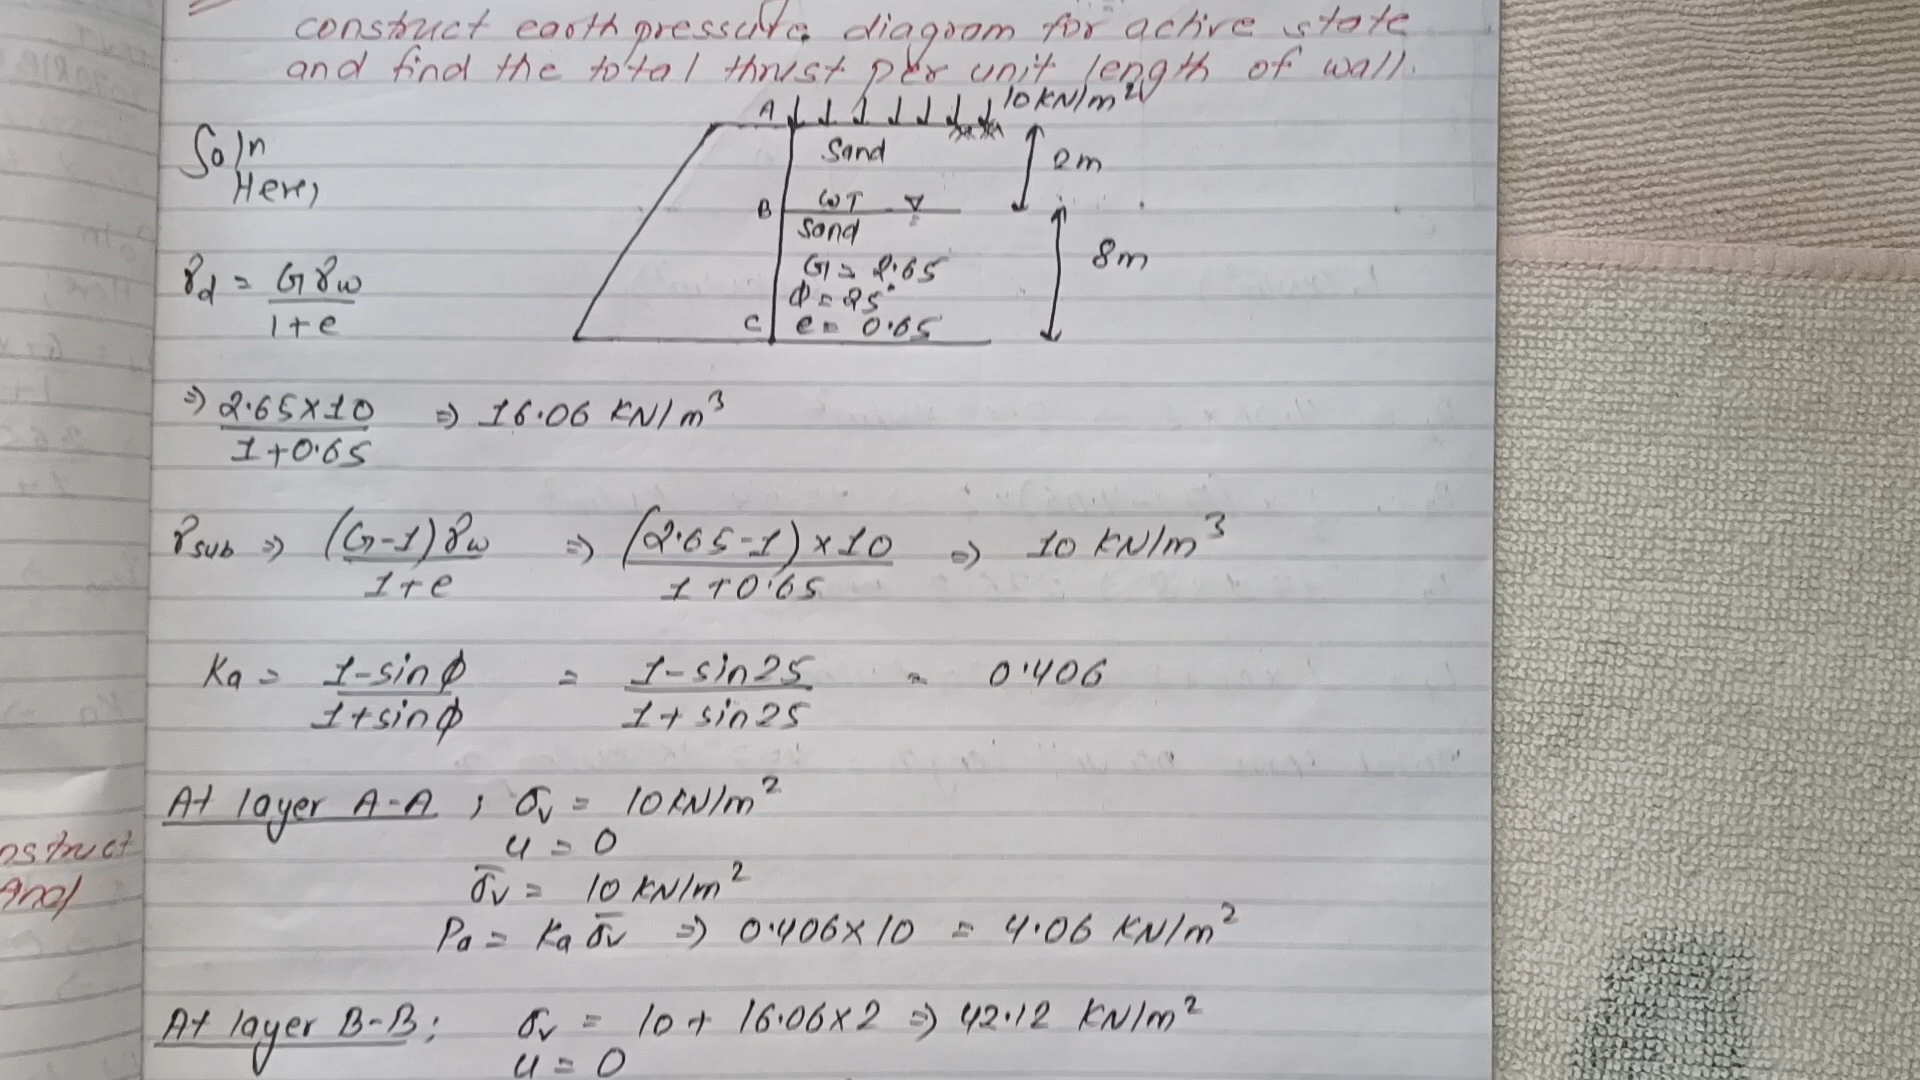 construct earth pressure diagram for active state
and find the total thrust per unit length of wall.
A 10 KN/m²
Soln
Here,
Sand
2m
B WT
Sand
G = 2.65
Φ = 25°
C e = 0.65
8m
γd = Gγw / 1+e
⇒ 2.65×10 / 1+0.65 ⇒ 16.06 KN/m³
γsub ⇒ (G-1)γw / 1+e ⇒ (2.65-1)×10 / 1+0.65 ⇒ 10 KN/m³
Ka = 1-sinϕ / 1+sinϕ = 1-sin25 / 1+sin25 = 0.406
At layer A-A ; σv = 10 KN/m²
u = 0
σ̄v = 10 KN/m²
Pa = Ka σ̄v ⇒ 0.406×10 = 4.06 KN/m²
At layer B-B ; σv = 10+ 16.06×2 ⇒ 42.12 KN/m²
u = 0
nstruct
And